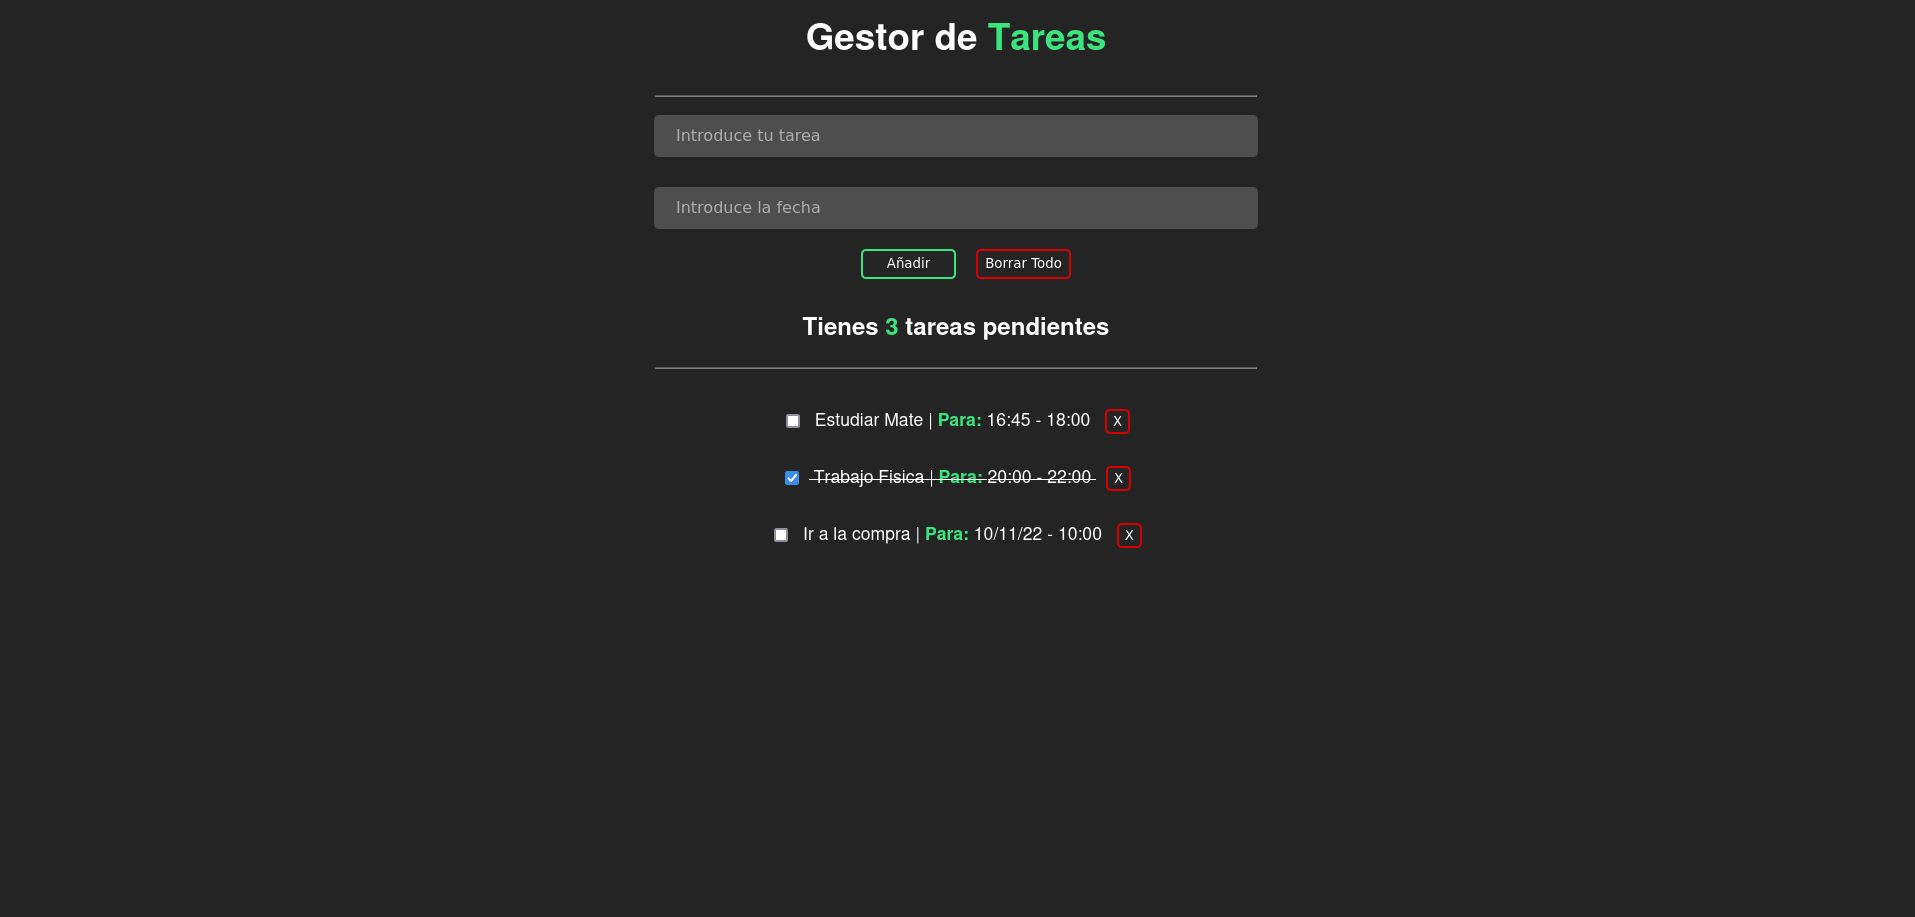 Gestor de Tareas
Introduce tu tarea
Introduce la fecha
Añadir Borrar Todo
Tienes 3 tareas pendientes
Estudiar Mate | Para: 16:45 - 18:00 X
Trabajo Fisica | Para: 20:00 - 22:00 X
Ir a la compra | Para: 10/11/22 - 10:00 X